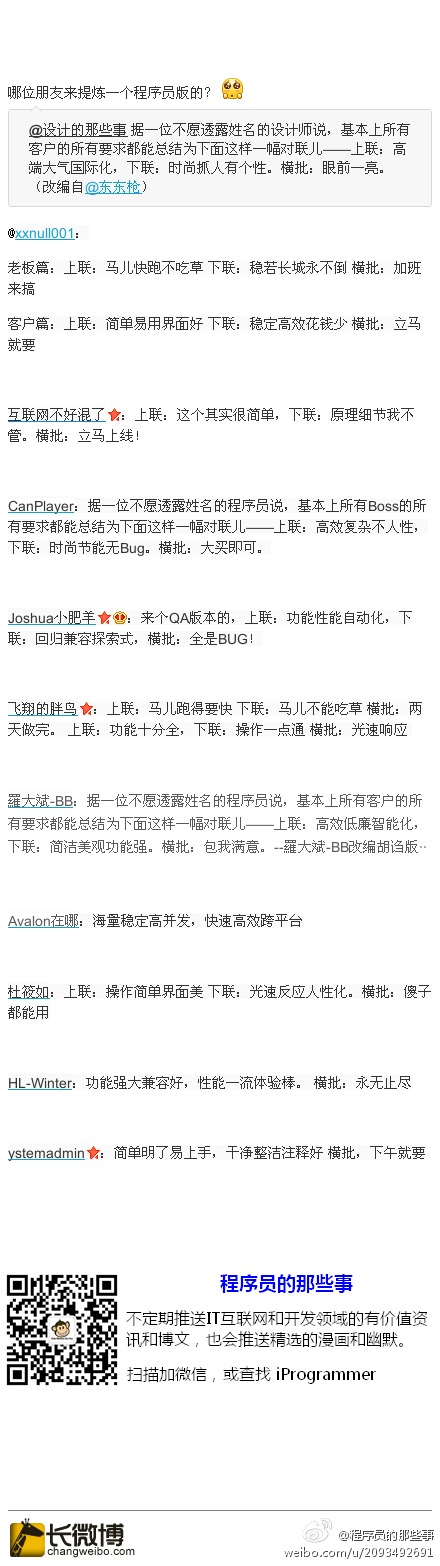 哪位朋友来提炼一个程序员版的？
@设计的那些事 据一位不愿透露姓名的设计师说，基本上所有
客户的所有要求都能总结为下面这样一幅对联儿——上联：高
端大气国际化，下联：时尚抓人有个性。横批：眼前一亮。
（改编自@东东枪）
@xxnull001：
老板篇：上联：马儿快跑不吃草 下联：稳若长城永不倒 横批：加班
来搞
客户篇：上联：简单易用界面好 下联：稳定高效花钱少 横批：立马
就要
互联网不好混了：上联：这个其实很简单，下联：原理细节我不
管。横批：立马上线！
CanPlayer：据一位不愿透露姓名的程序员说，基本上所有Boss的所
有要求都能总结为下面这样一幅对联儿——上联：高效复杂不人性，
下联：时尚节能无Bug。横批：大买即可。
Joshua小肥羊：来个QA版本的，上联：功能性能自动化，下
联：回归兼容探索式，横批：全是BUG！
飞翔的胖鸟：上联：马儿跑得要快 下联：马儿不能吃草 横批：两
天做完。 上联：功能十分全，下联：操作一点通 横批：光速响应
羅大斌-BB：据一位不愿透露姓名的程序员说，基本上所有客户的所
有要求都能总结为下面这样一幅对联儿——上联：高效低廉智能化，
下联：简洁美观功能强。横批：包我满意。--羅大斌-BB改编胡诌版··
Avalon在哪：海量稳定高并发，快速高效跨平台
杜筱如：上联：操作简单界面美 下联：光速反应人性化。横批：傻子
都能用
HL-Winter：功能强大兼容好，性能一流体验棒。 横批：永无止尽
ystemadmin：简单明了易上手，干净整洁注释好 横批，下午就要
程序员的那些事
不定期推送IT互联网和开发领域的有价值资
讯和博文，也会推送精选的漫画和幽默。
扫描加微信，或查找 iProgrammer
长微博
changweibo.com
@程序员的那些事
weibo.com/u/2093492691